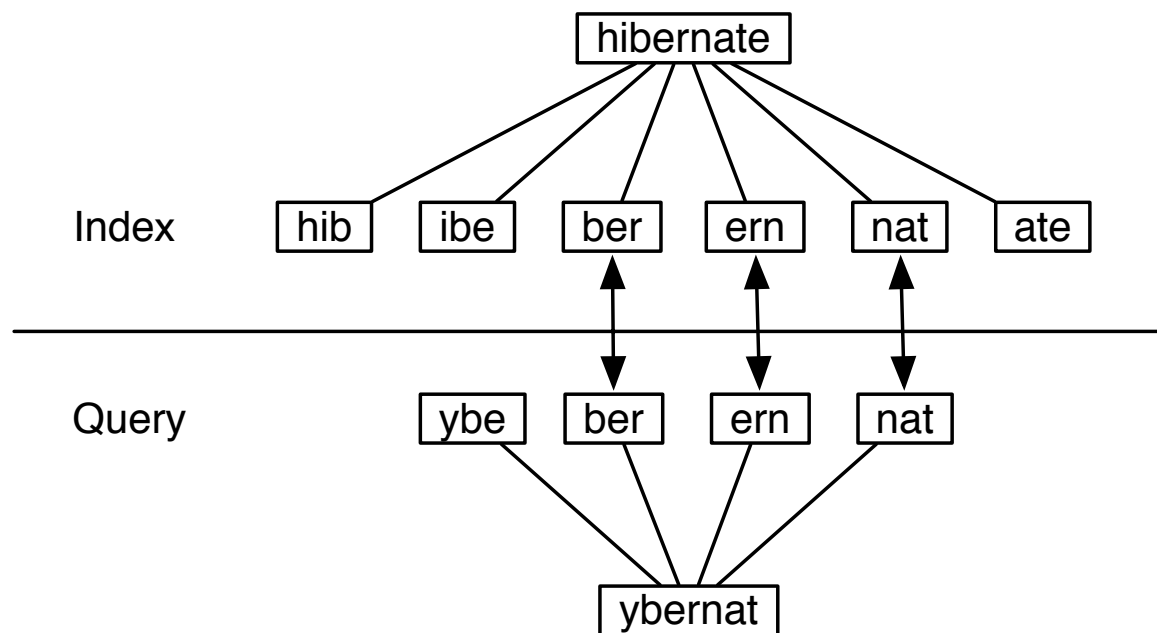 hibernate
Index hib ibe ber ern nat ate
Query ybe ber ern nat
ybernat